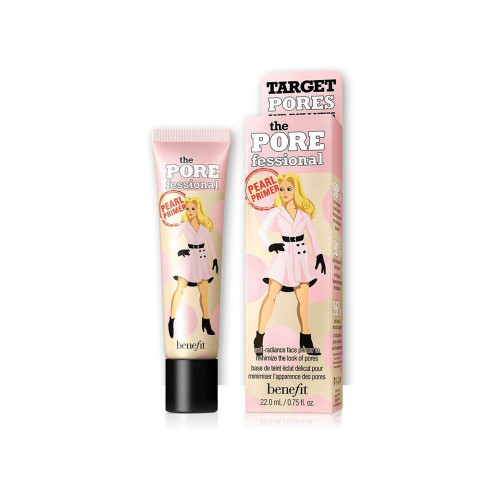 TARGET
PORES
the
PORE
fessional
PEARL
PRIMER
benefit
the
PORE
fessional
PEARL
PRIMER
face
minimize the look of pores
base de teint éclat délicat pour
minimiser l'apparence des pores
benefit
22.0 mL / 0.75 fl. oz.